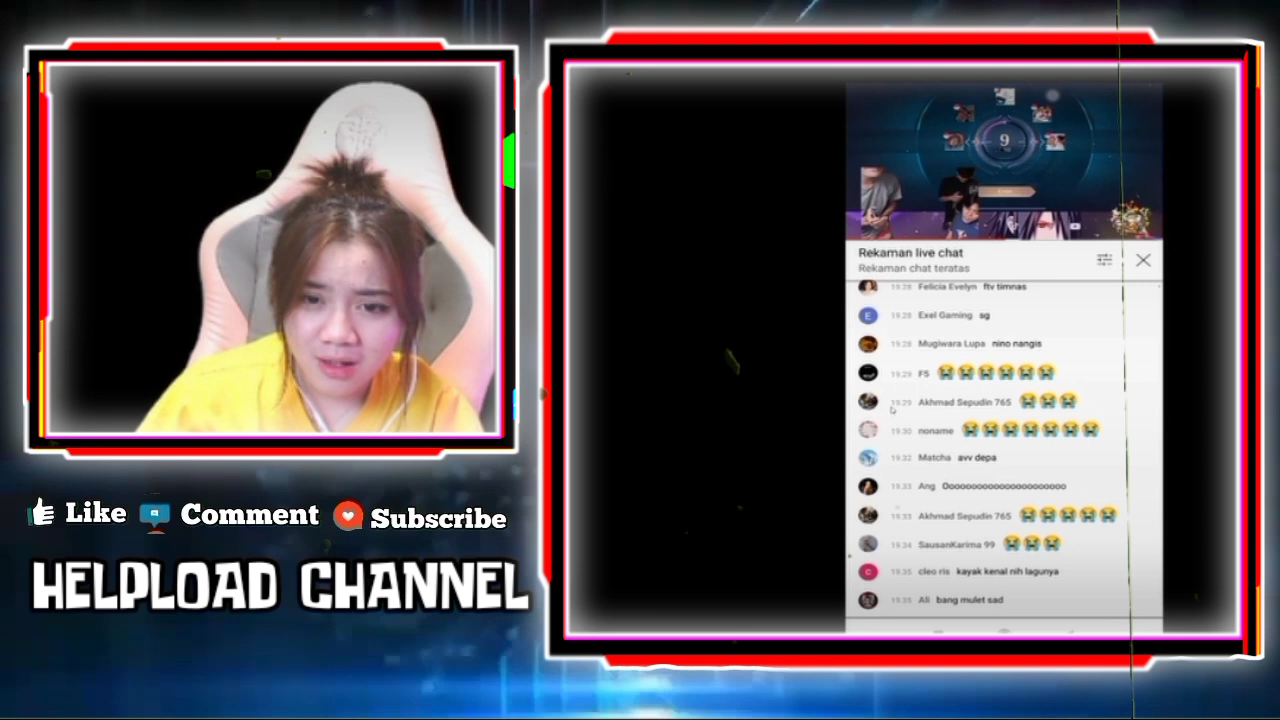 Like
Comment
Subscribe
HELPLOAD CHANNEL
9
Rekaman live chat
Rekaman chat teratas
19.28 Felicia Evelyn ftv timnas
E 19.28 Exel Gaming sg
19.28 Mugiwara Lupa nino nangis
19.29 F5 😭😭😭😭😭😭
19.29 Akhmad Sepudin 765 😭😭😭
19.30 noname 😭😭😭😭😭😭😭
19.32 Matcha avv depa
19.33 Ang Ooooooooooooooooooooo
19.33 Akhmad Sepudin 765 😭😭😭😭😭
19.34 SausanKarima 99 😭😭😭
C 19.35 cleo ris kayak kenal nih lagunya
19.35 Ali bang mulet sad